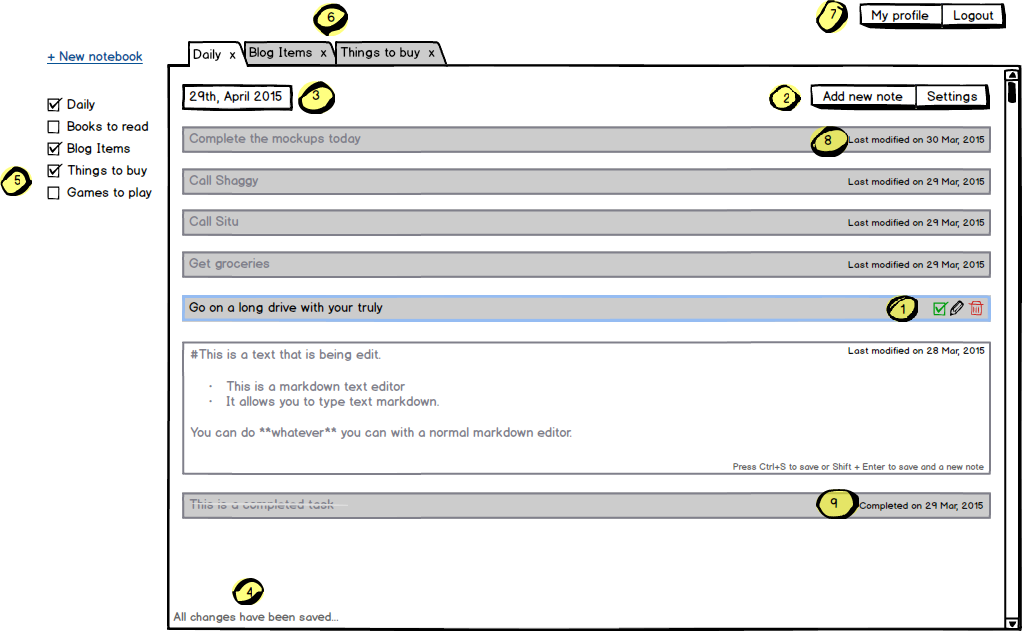 6
7
My profile
Logout
+ New notebook
Daily x
Blog Items x
Things to buy x
29th, April 2015
3
2
Add new note
Settings
Daily
Books to read
Blog Items
Things to buy
Games to play
5
Complete the mockups today
8
Last modified on 30 Mar, 2015
Call Shaggy
Last modified on 29 Mar, 2015
Call Situ
Last modified on 29 Mar, 2015
Get groceries
Last modified on 29 Mar, 2015
Go on a long drive with your truly
1
#This is a text that is being edit.
Last modified on 28 Mar, 2015
· This is a markdown text editor
· It allows you to type text markdown.
You can do **whatever** you can with a normal markdown editor.
Press Ctrl+S to save or Shift + Enter to save and a new note
This is a completed task
9
Completed on 29 Mar, 2015
4
All changes have been saved...